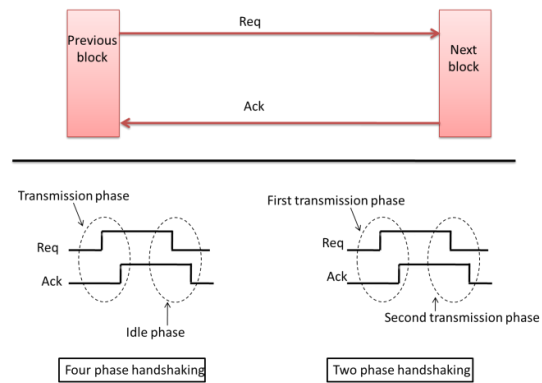 Req
Previous
block
Next
block
Ack
Transmission phase
Req
Ack
Idle phase
Four phase handshaking
First transmission phase
Req
Ack
Second transmission phase
Two phase handshaking